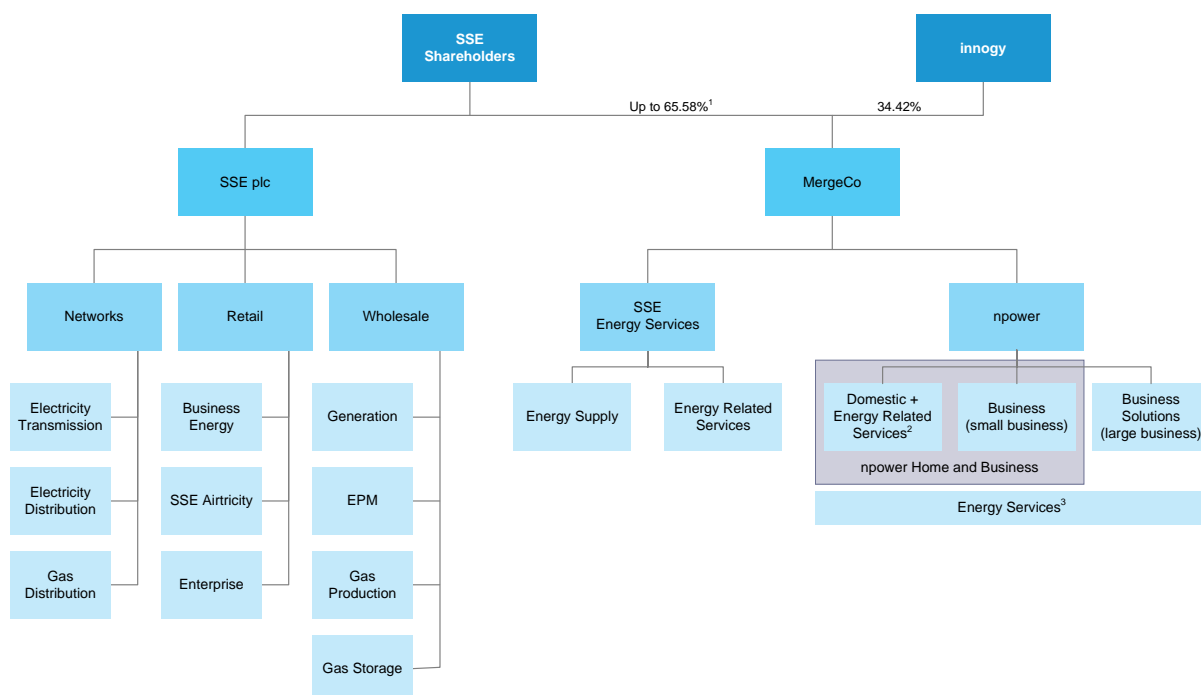 SSE
Shareholders
innogy
Up to 65.58%¹
34.42%
SSE plc
MergeCo
Networks
Retail
Wholesale
SSE
Energy Services
npower
Electricity
Transmission
Business
Energy
Generation
Energy Supply
Energy Related
Services
Domestic +
Energy Related
Services²
Business
(small business)
Business
Solutions
(large business)
npower Home and Business
Electricity
Distribution
SSE Airtricity
EPM
Energy Services³
Gas
Distribution
Enterprise
Gas
Production
Gas Storage